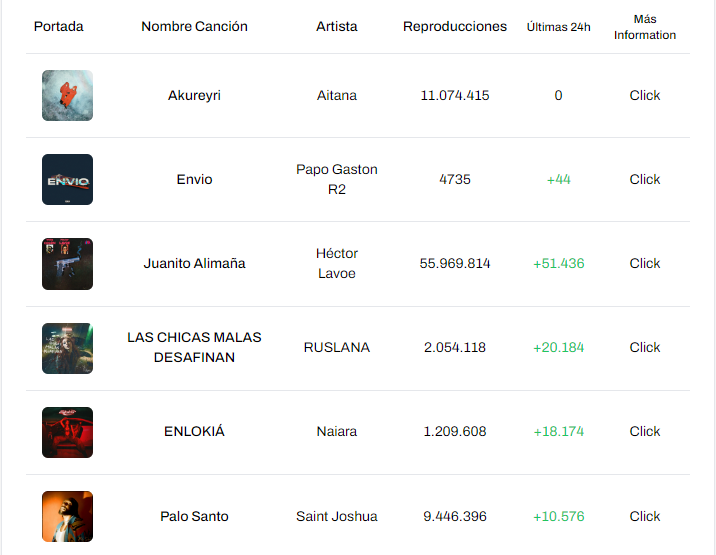 Portada Nombre Canción Artista Reproducciones Últimas 24h Más Information
Akureyri Aitana 11.074.415 0 Click
ENVIO
Envio Papo Gaston R2 4735 +44 Click
Juanito Alimaña Héctor Lavoe 55.969.814 +51.436 Click
LAS CHICAS MALAS DESAFINAN RUSLANA 2.054.118 +20.184 Click
ENLOKIÁ Naiara 1.209.608 +18.174 Click
Palo Santo Saint Joshua 9.446.396 +10.576 Click